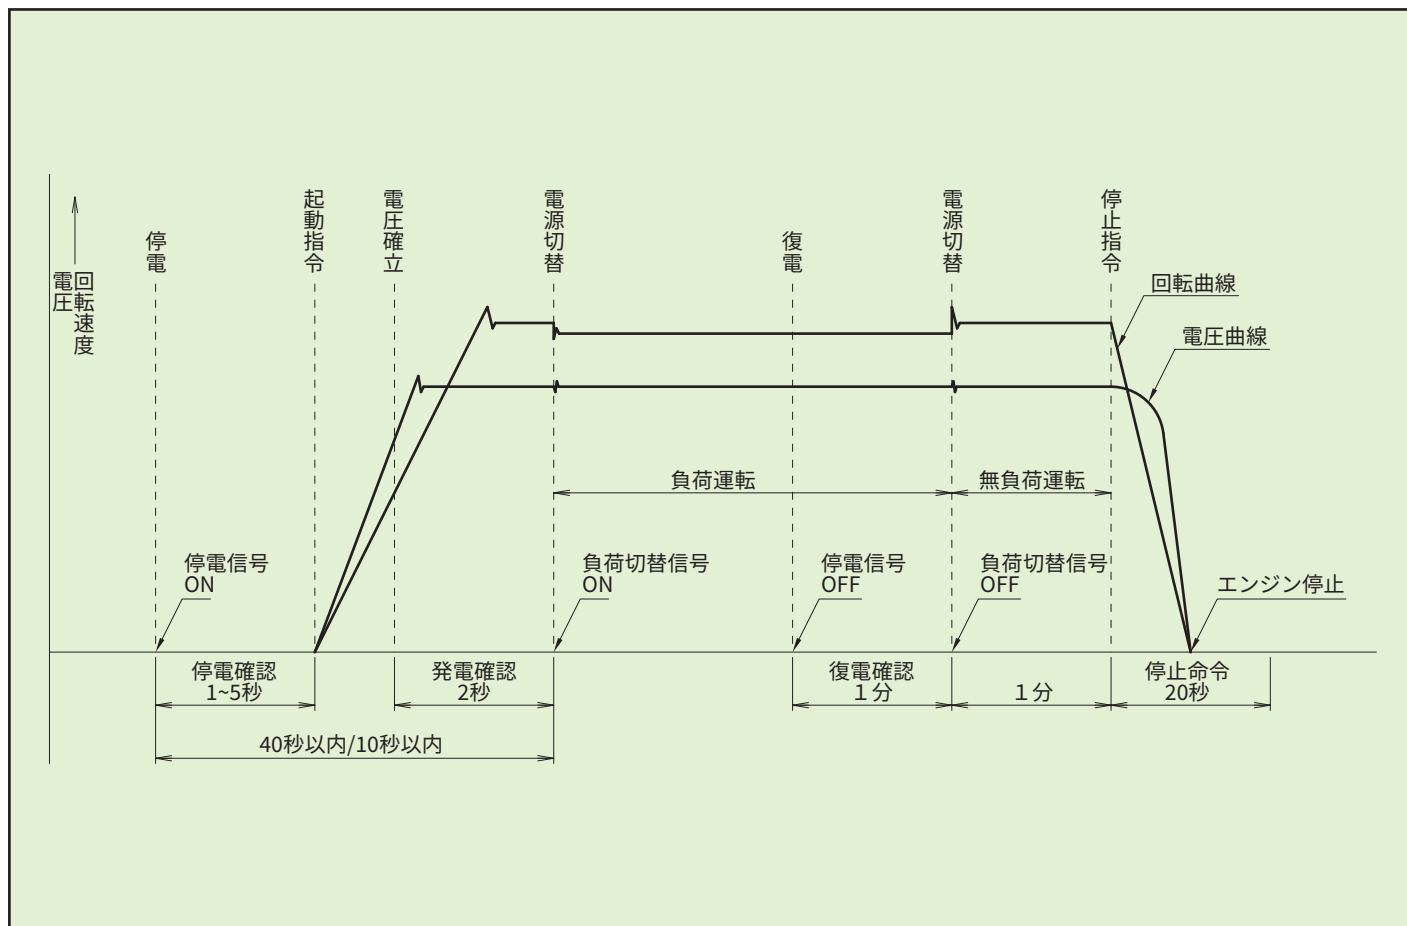 停電
起動指令
電圧確立
電源切替
復電
電源切替
停止指令
回転速度
電圧
回転曲線
電圧曲線
負荷運転
無負荷運転
停電信号
ON
負荷切替信号
ON
停電信号
OFF
負荷切替信号
OFF
エンジン停止
停電確認
1~5秒
発電確認
2秒
復電確認
1分
1分
停止命令
20秒
40秒以内/10秒以内